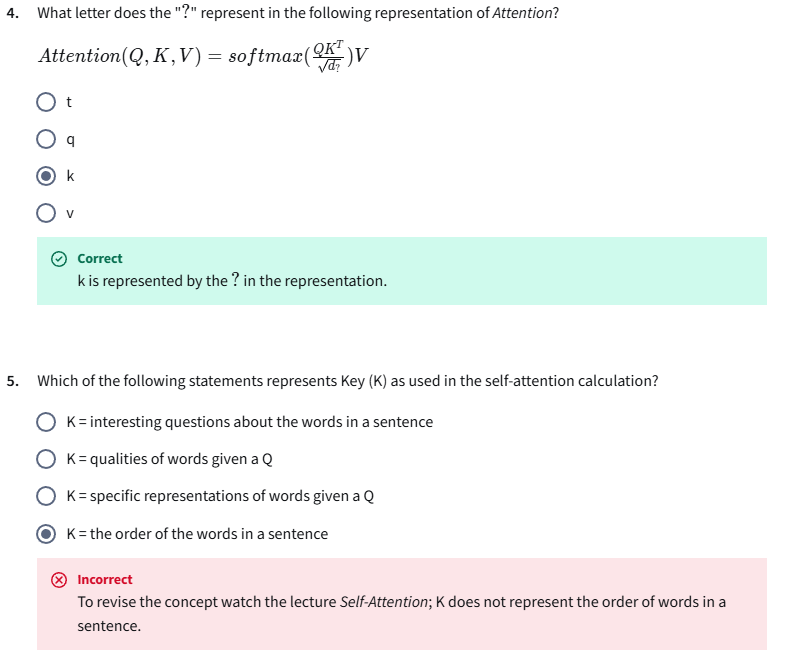 4. What letter does the "?" represent in the following representation of Attention?
Attention(Q, K, V) = softmax(QK^T/√d_?)V
t
q
k
v
Correct
k is represented by the ? in the representation.
5. Which of the following statements represents Key (K) as used in the self-attention calculation?
K = interesting questions about the words in a sentence
K = qualities of words given a Q
K = specific representations of words given a Q
K = the order of the words in a sentence
Incorrect
To revise the concept watch the lecture Self-Attention; K does not represent the order of words in a
sentence.